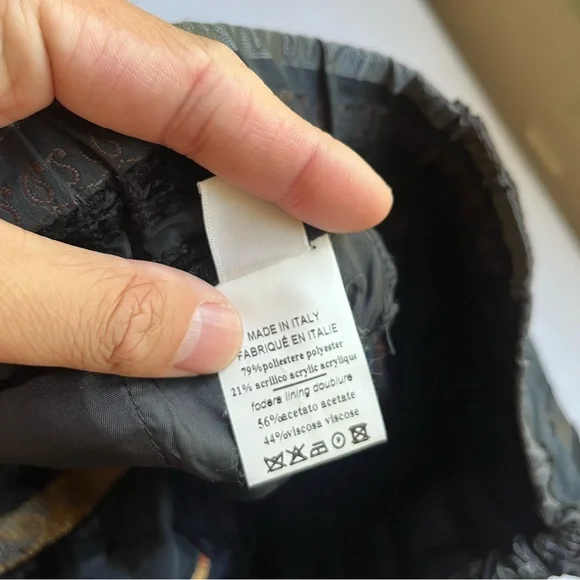 MADE IN ITALY
FABRIQUÉ EN ITALIE
79%poliestere polyester
21% acrilico acrylic acrylique
fodera lining doublure
56%acetato acetate
44%viscosa viscose